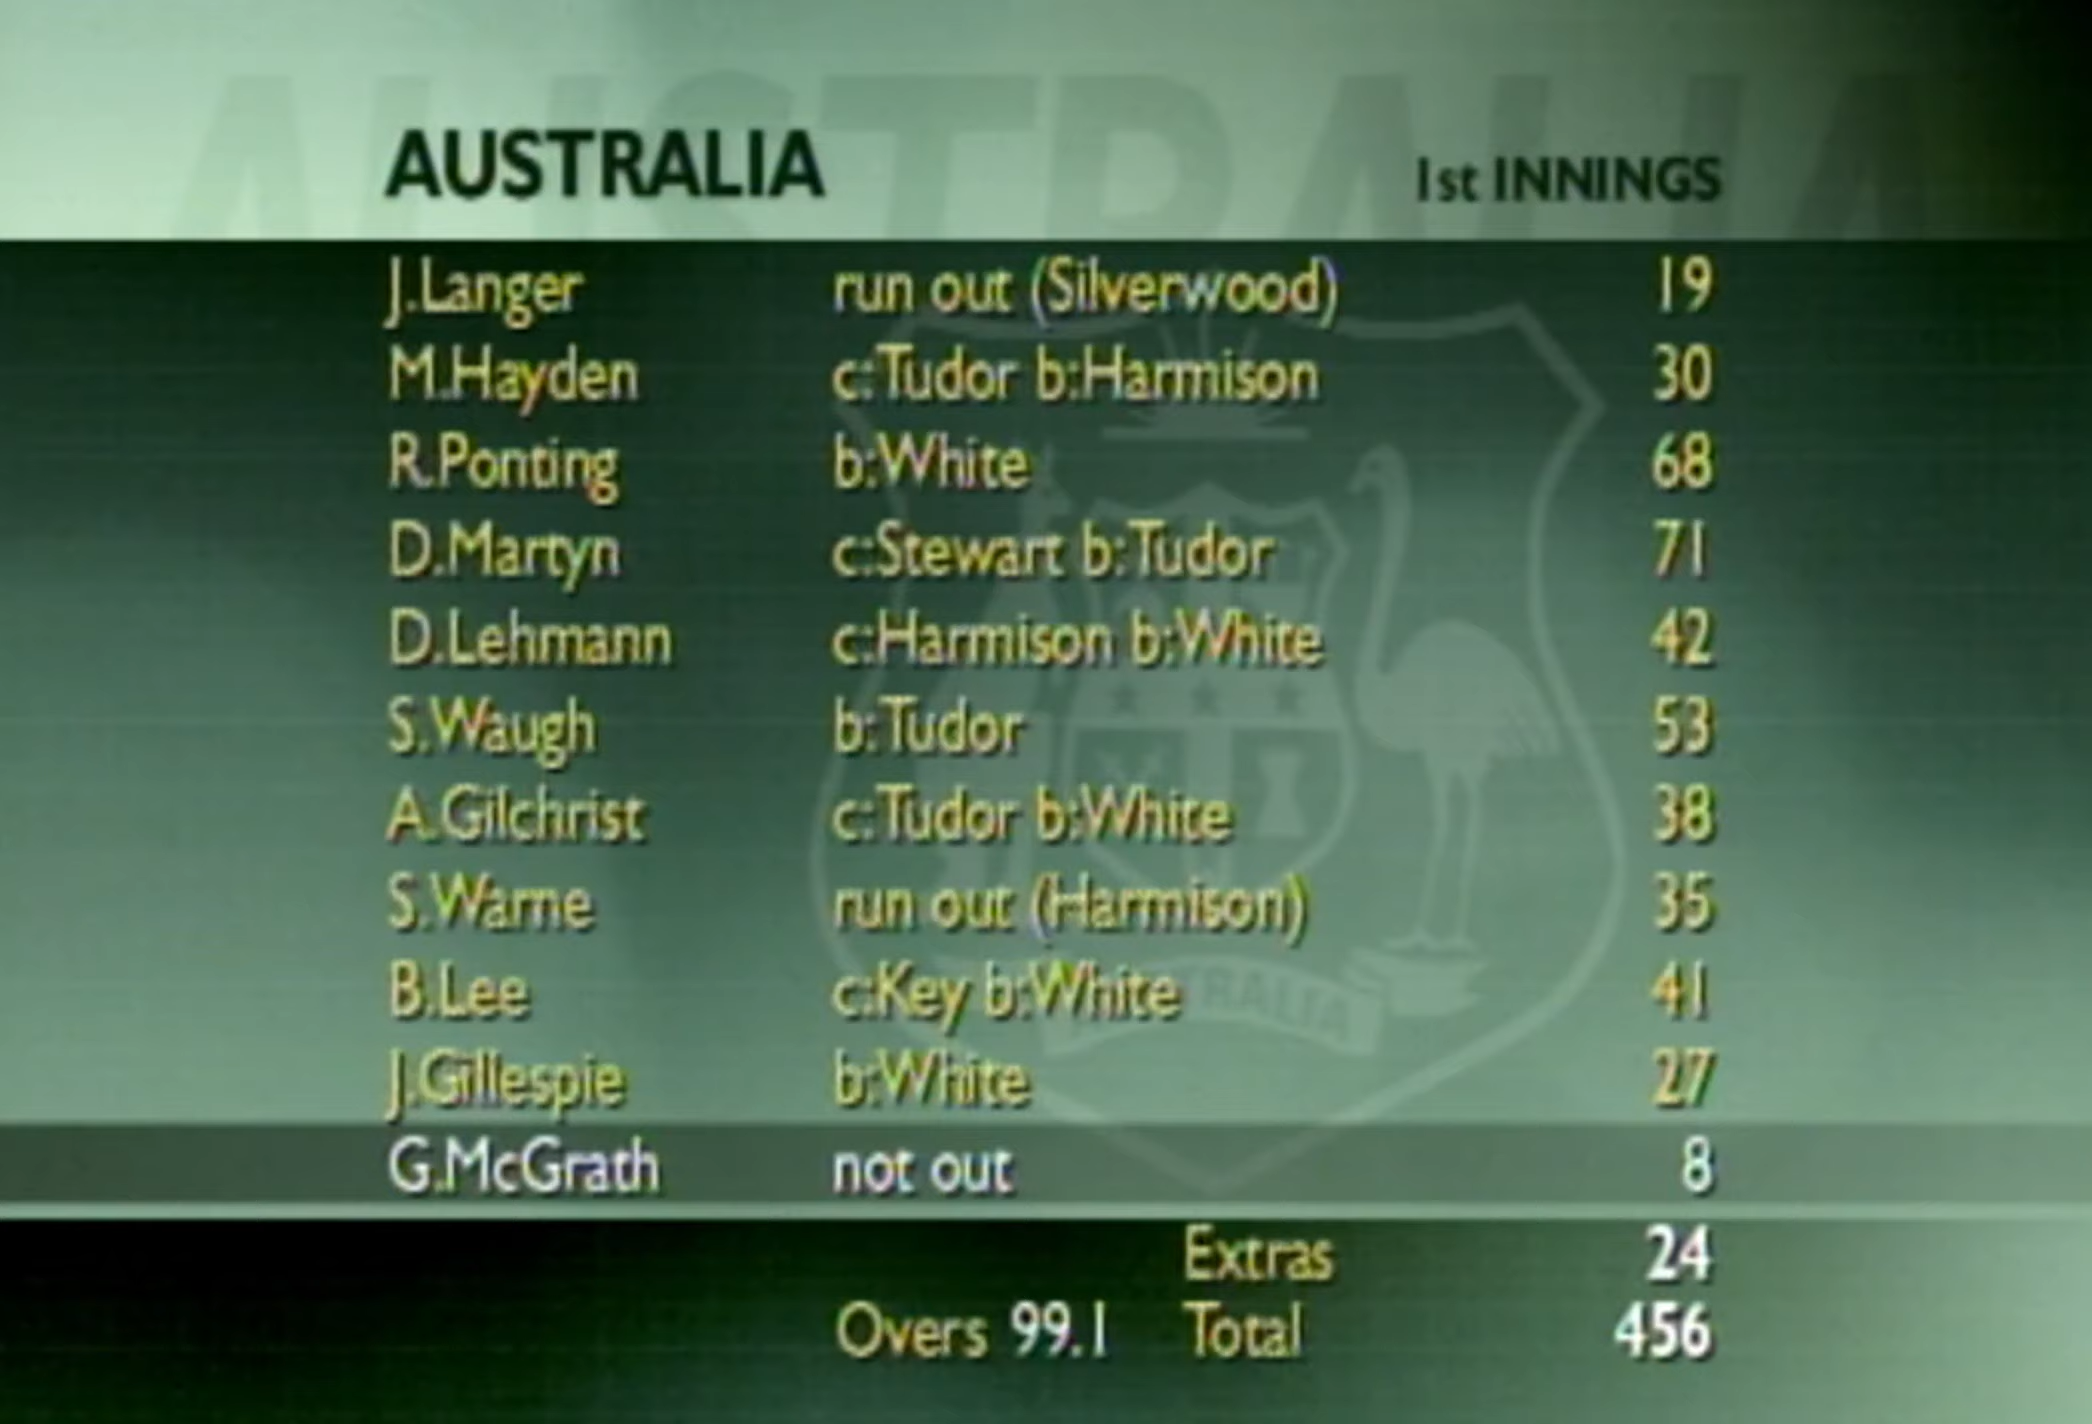 AUSTRALIA 1st INNINGS
J.Langer run out (Silverwood) 19
M.Hayden c:Tudor b:Harmison 30
R.Ponting b:White 68
D.Martyn c:Stewart b:Tudor 71
D.Lehmann c:Harmison b:White 42
S.Waugh b:Tudor 53
A.Gilchrist c:Tudor b:White 38
S.Warne run out (Harmison) 35
B.Lee c:Key b:White 41
J.Gillespie b:White 27
G.McGrath not out 8
Extras 24
Overs 99.1 Total 456